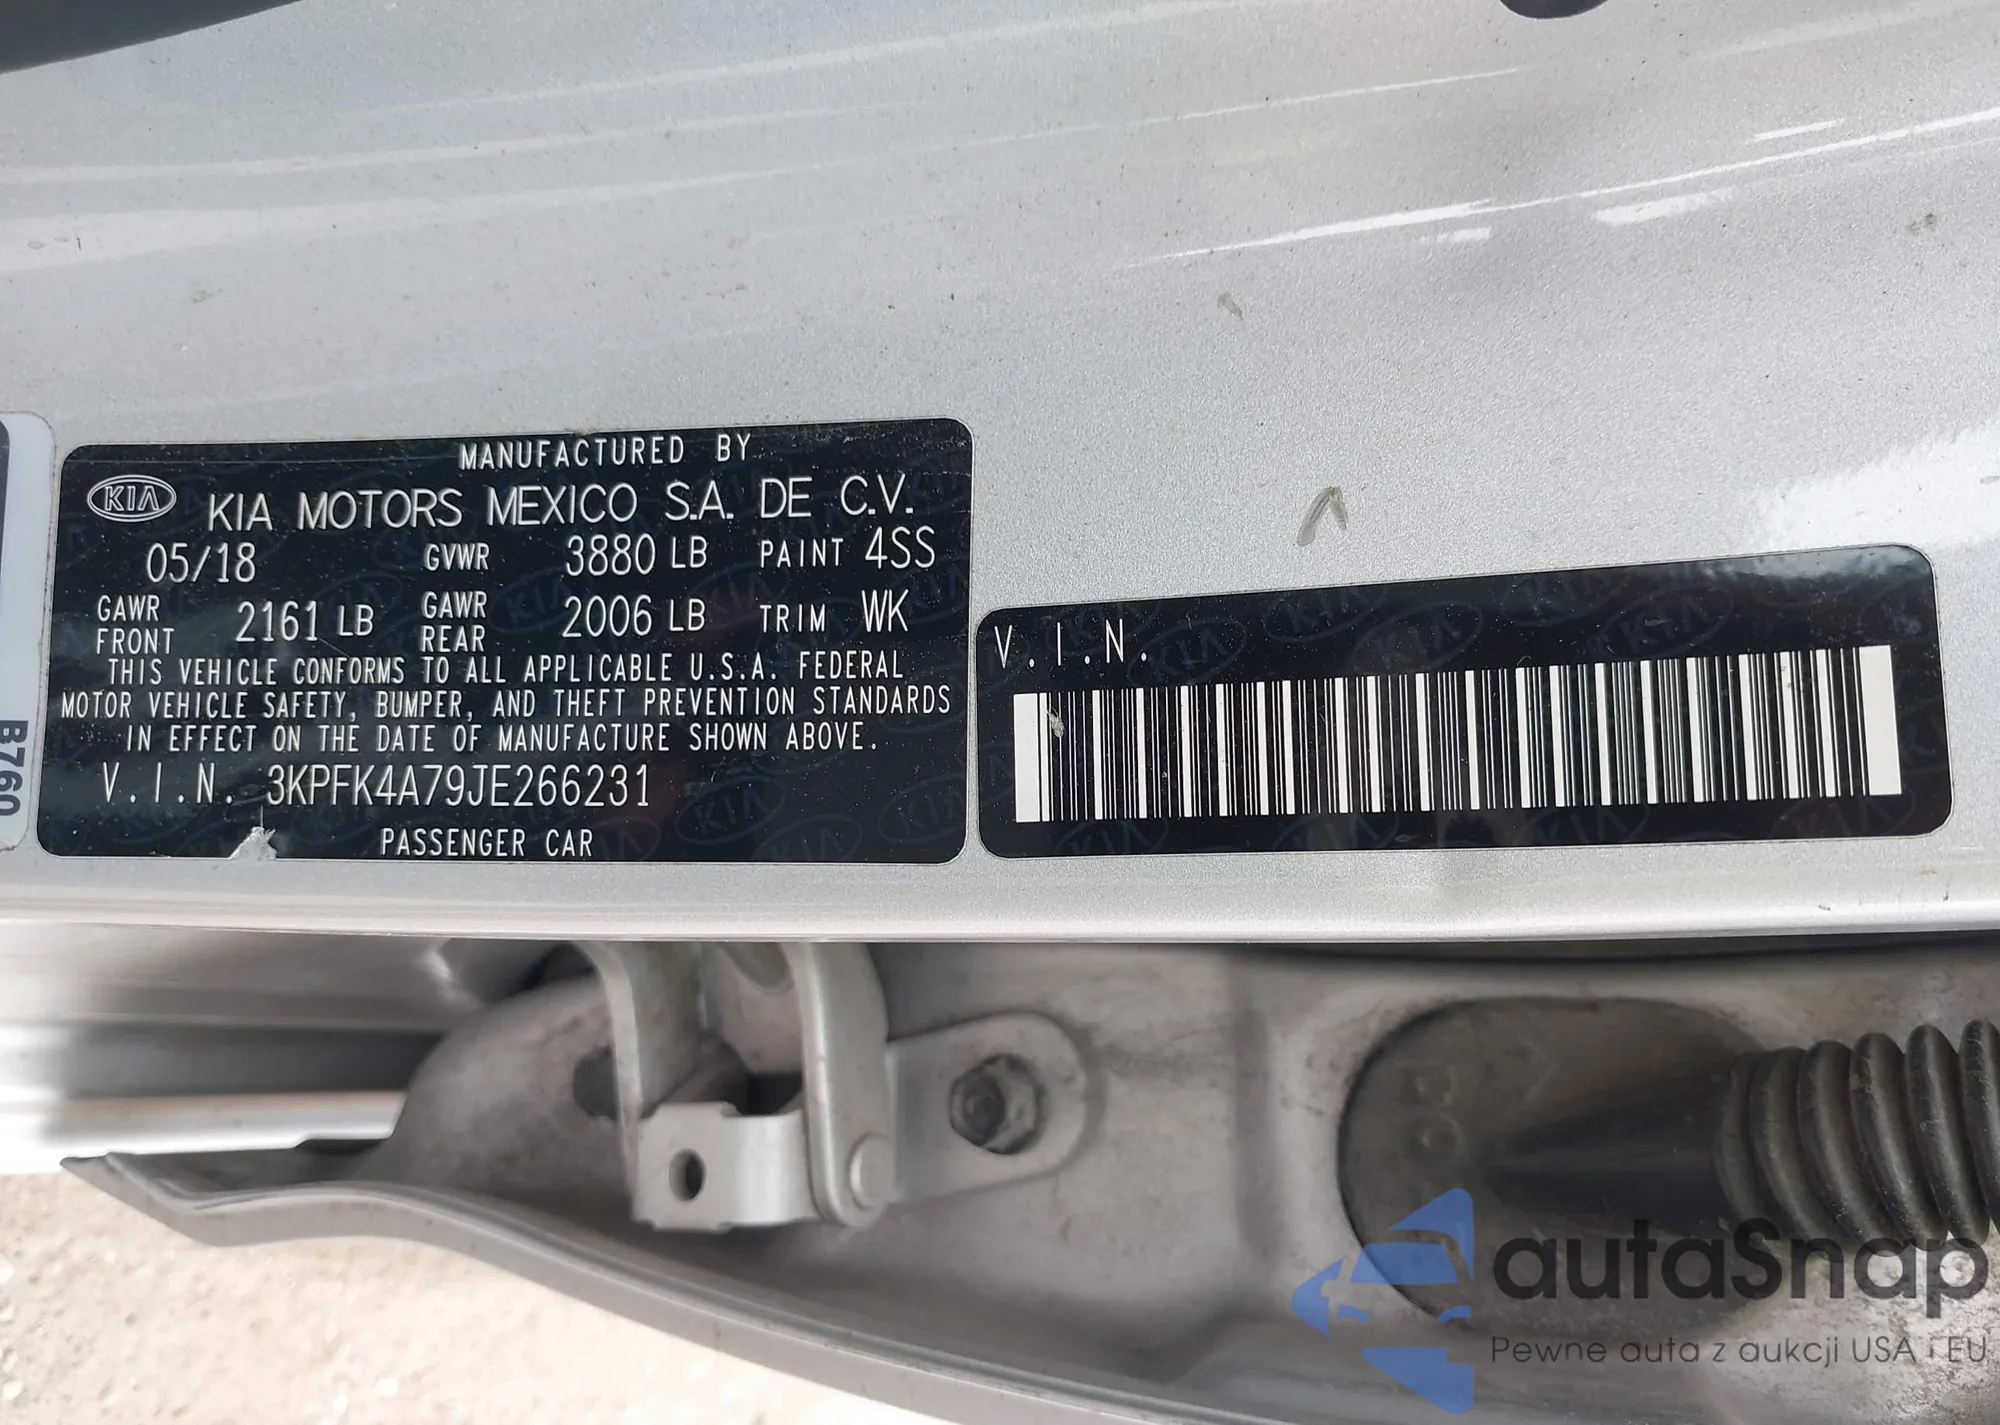 MANUFACTURED BY
KIA KIA MOTORS MEXICO S.A. DE C.V.
05/18 GVWR 3880 LB PAINT 4SS
GAWR FRONT 2161 LB GAWR REAR 2006 LB TRIM WK
THIS VEHICLE CONFORMS TO ALL APPLICABLE U.S.A. FEDERAL
MOTOR VEHICLE SAFETY, BUMPER, AND THEFT PREVENTION STANDARDS
IN EFFECT ON THE DATE OF MANUFACTURE SHOWN ABOVE.
V.I.N. 3KPFK4A79JE266231
PASSENGER CAR
V.I.N.
B760
autaSnap
Pewne auta z aukcji USA i EU